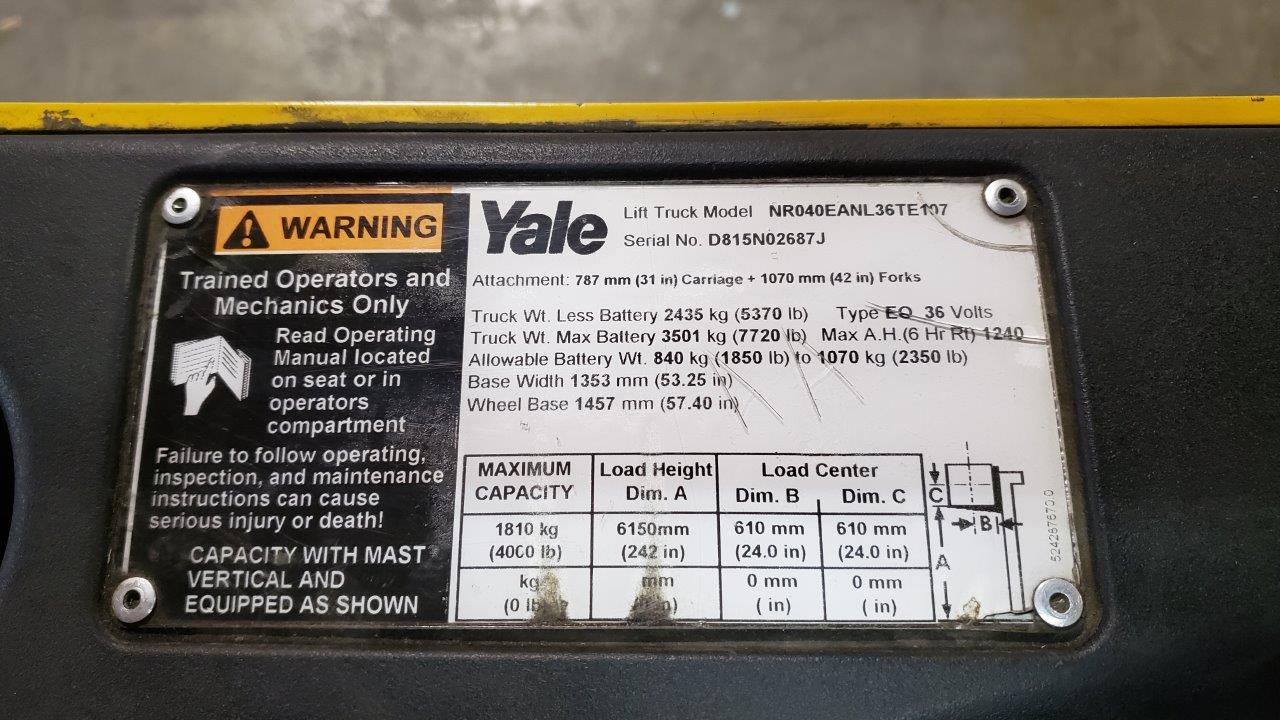 WARNING
Trained Operators and
Mechanics Only
Read Operating
Manual located
on seat or in
operators
compartment
Failure to follow operating,
inspection, and maintenance
instructions can cause
serious injury or death!
CAPACITY WITH MAST
VERTICAL AND
EQUIPPED AS SHOWN
Yale
Lift Truck Model NR040EANL36TE107
Serial No. D815N02687J
Attachment: 787 mm (31 in) Carriage + 1070 mm (42 in) Forks
Truck Wt. Less Battery 2435 kg (5370 lb) Type EO 36 Volts
Truck Wt. Max Battery 3501 kg (7720 lb) Max A.H.(6 Hr Rt) 1240
Allowable Battery Wt. 840 kg (1850 lb) to 1070 kg (2350 lb)
Base Width 1353 mm (53.25 in)
Wheel Base 1457 mm (57.40 in)
MAXIMUM Load Height Load Center
CAPACITY Dim. A Dim. B Dim. C
1810 kg 6150mm 610 mm 610 mm
(4000 lb) (242 in) (24.0 in) (24.0 in)
kg mm 0 mm 0 mm
(0 lb) ( in) ( in)
C
B
A
524267670.0